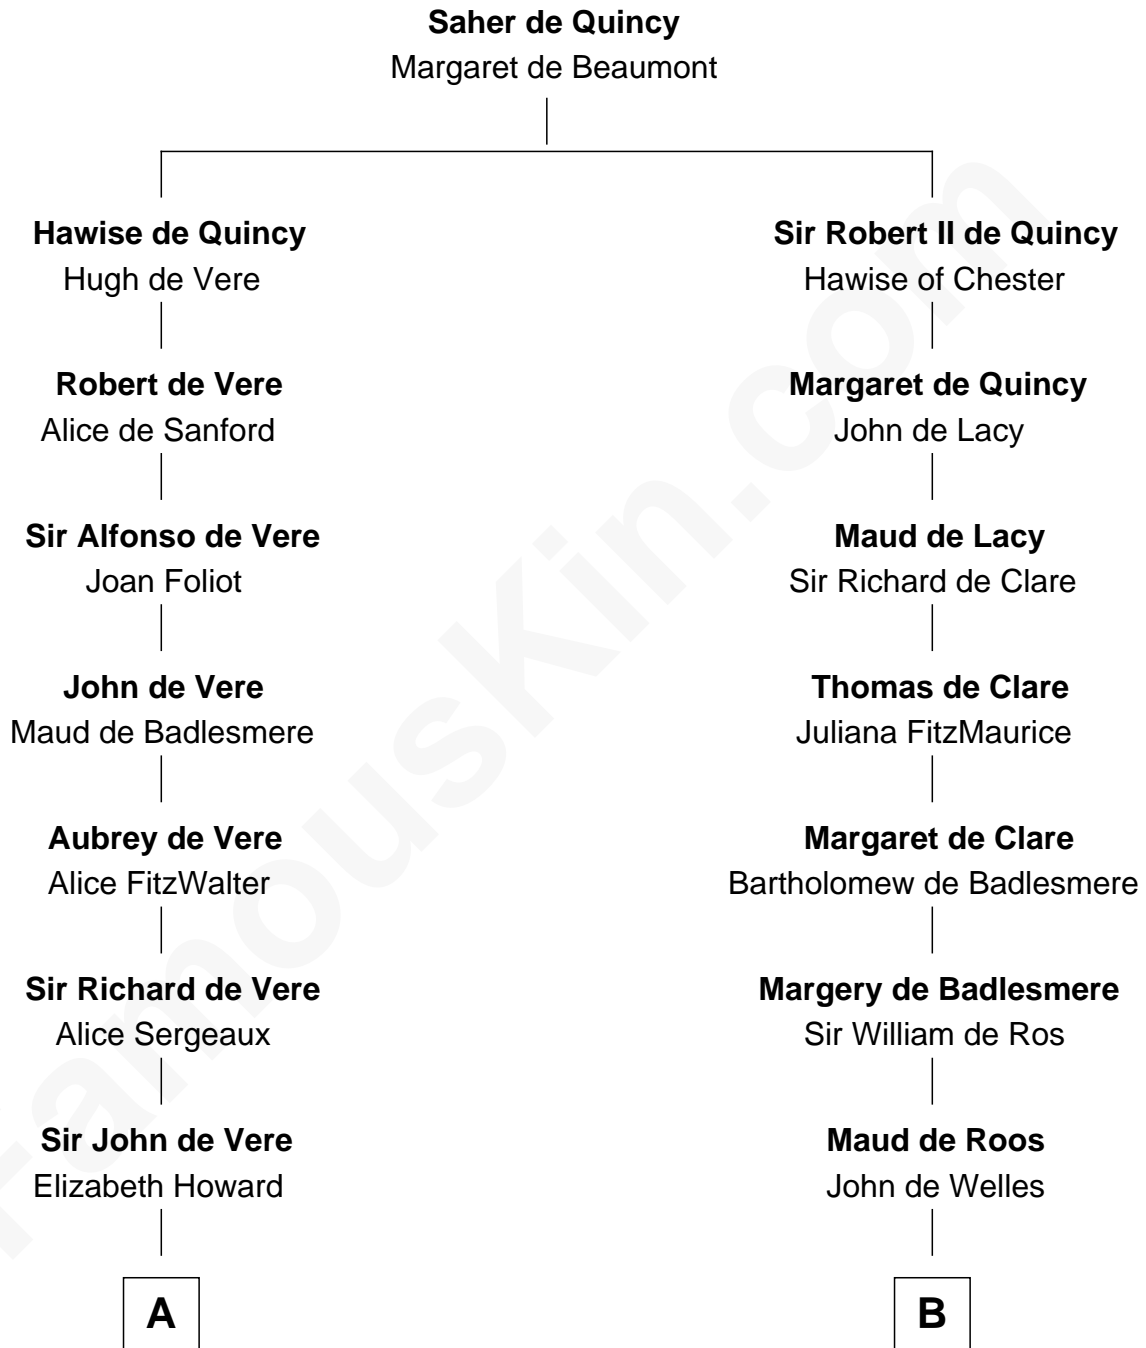 Saher de Quincy
Margaret de Beaumont
Hawise de Quincy
Hugh de Vere
Sir Robert II de Quincy
Hawise of Chester
Robert de Vere
Alice de Sanford
Margaret de Quincy
John de Lacy
Sir Alfonso de Vere
Joan Foliot
Maud de Lacy
Sir Richard de Clare
John de Vere
Maud de Badlesmere
Thomas de Clare
Juliana FitzMaurice
Aubrey de Vere
Alice FitzWalter
Margaret de Clare
Bartholomew de Badlesmere
Sir Richard de Vere
Alice Sergeaux
Margery de Badlesmere
Sir William de Ros
Sir John de Vere
Elizabeth Howard
Maud de Roos
John de Welles
A
B
FamousKin.com